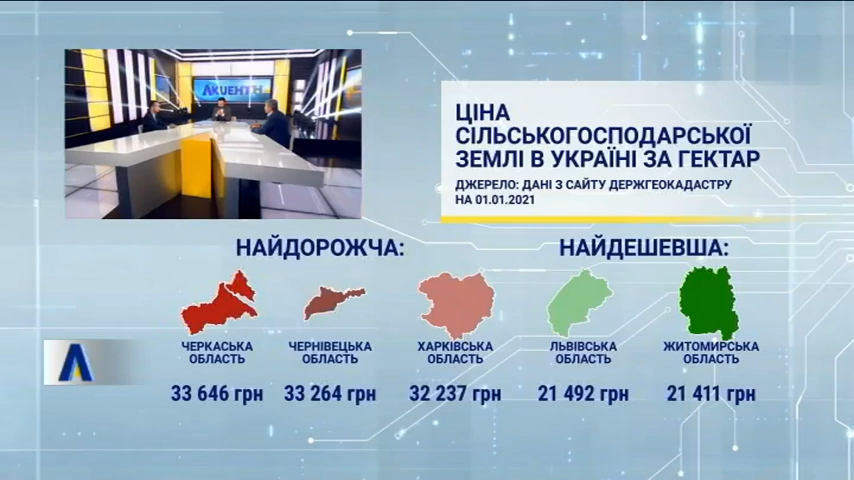 АКЦЕНТИ
ЦІНА
СІЛЬСЬКОГОСПОДАРСЬКОЇ
ЗЕМЛІ В УКРАЇНІ ЗА ГЕКТАР
ДЖЕРЕЛО: ДАНІ З САЙТУ ДЕРЖГЕОКАДАСТРУ
НА 01.01.2021
НАЙДОРОЖЧА:
НАЙДЕШЕВША:
ЧЕРКАСЬКА
ОБЛАСТЬ
33 646 грн
ЧЕРНІВЕЦЬКА
ОБЛАСТЬ
33 264 грн
ХАРКІВСЬКА
ОБЛАСТЬ
32 237 грн
ЛЬВІВСЬКА
ОБЛАСТЬ
21 492 грн
ЖИТОМИРСЬКА
ОБЛАСТЬ
21 411 грн